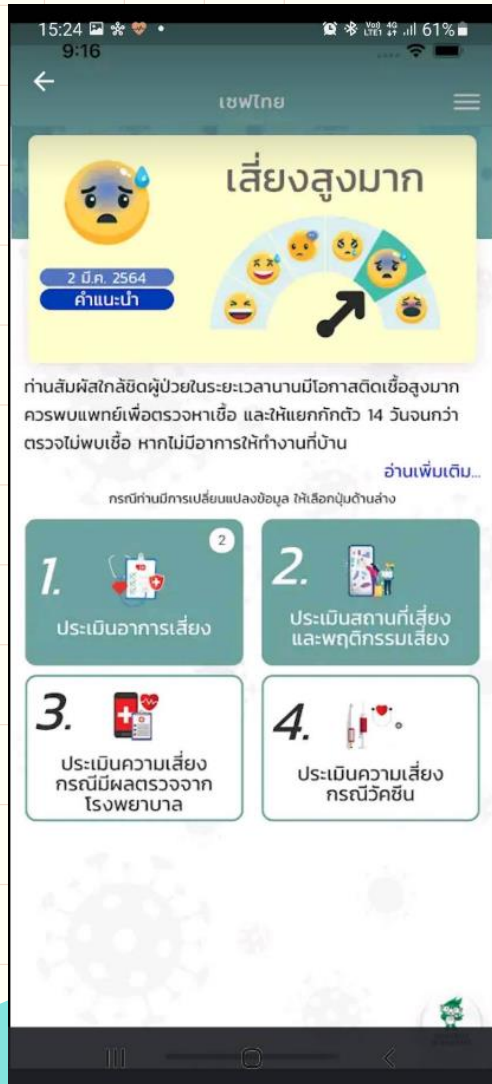 15:24 61%
9:16
เซฟไทย
เสี่ยงสูงมาก
2 มี.ค. 2564
คำแนะนำ
ท่านสัมผัสใกล้ชิดผู้ป่วยในระยะเวลานานมีโอกาสติดเชื้อสูงมาก
ควรพบแพทย์เพื่อตรวจหาเชื้อ และให้แยกกักตัว 14 วันจนกว่า
ตรวจไม่พบเชื้อ หากไม่มีอาการให้ทำงานที่บ้าน
อ่านเพิ่มเติม...
กรณีท่านมีการเปลี่ยนแปลงข้อมูล ให้เลือกปุ่มด้านล่าง
1.
2
ประเมินอาการเสี่ยง
2.
ประเมินสถานที่เสี่ยง
และพฤติกรรมเสี่ยง
3.
ประเมินความเสี่ยง
กรณีมีผลตรวจจาก
โรงพยาบาล
4.
ประเมินความเสี่ยง
กรณีวัคซีน